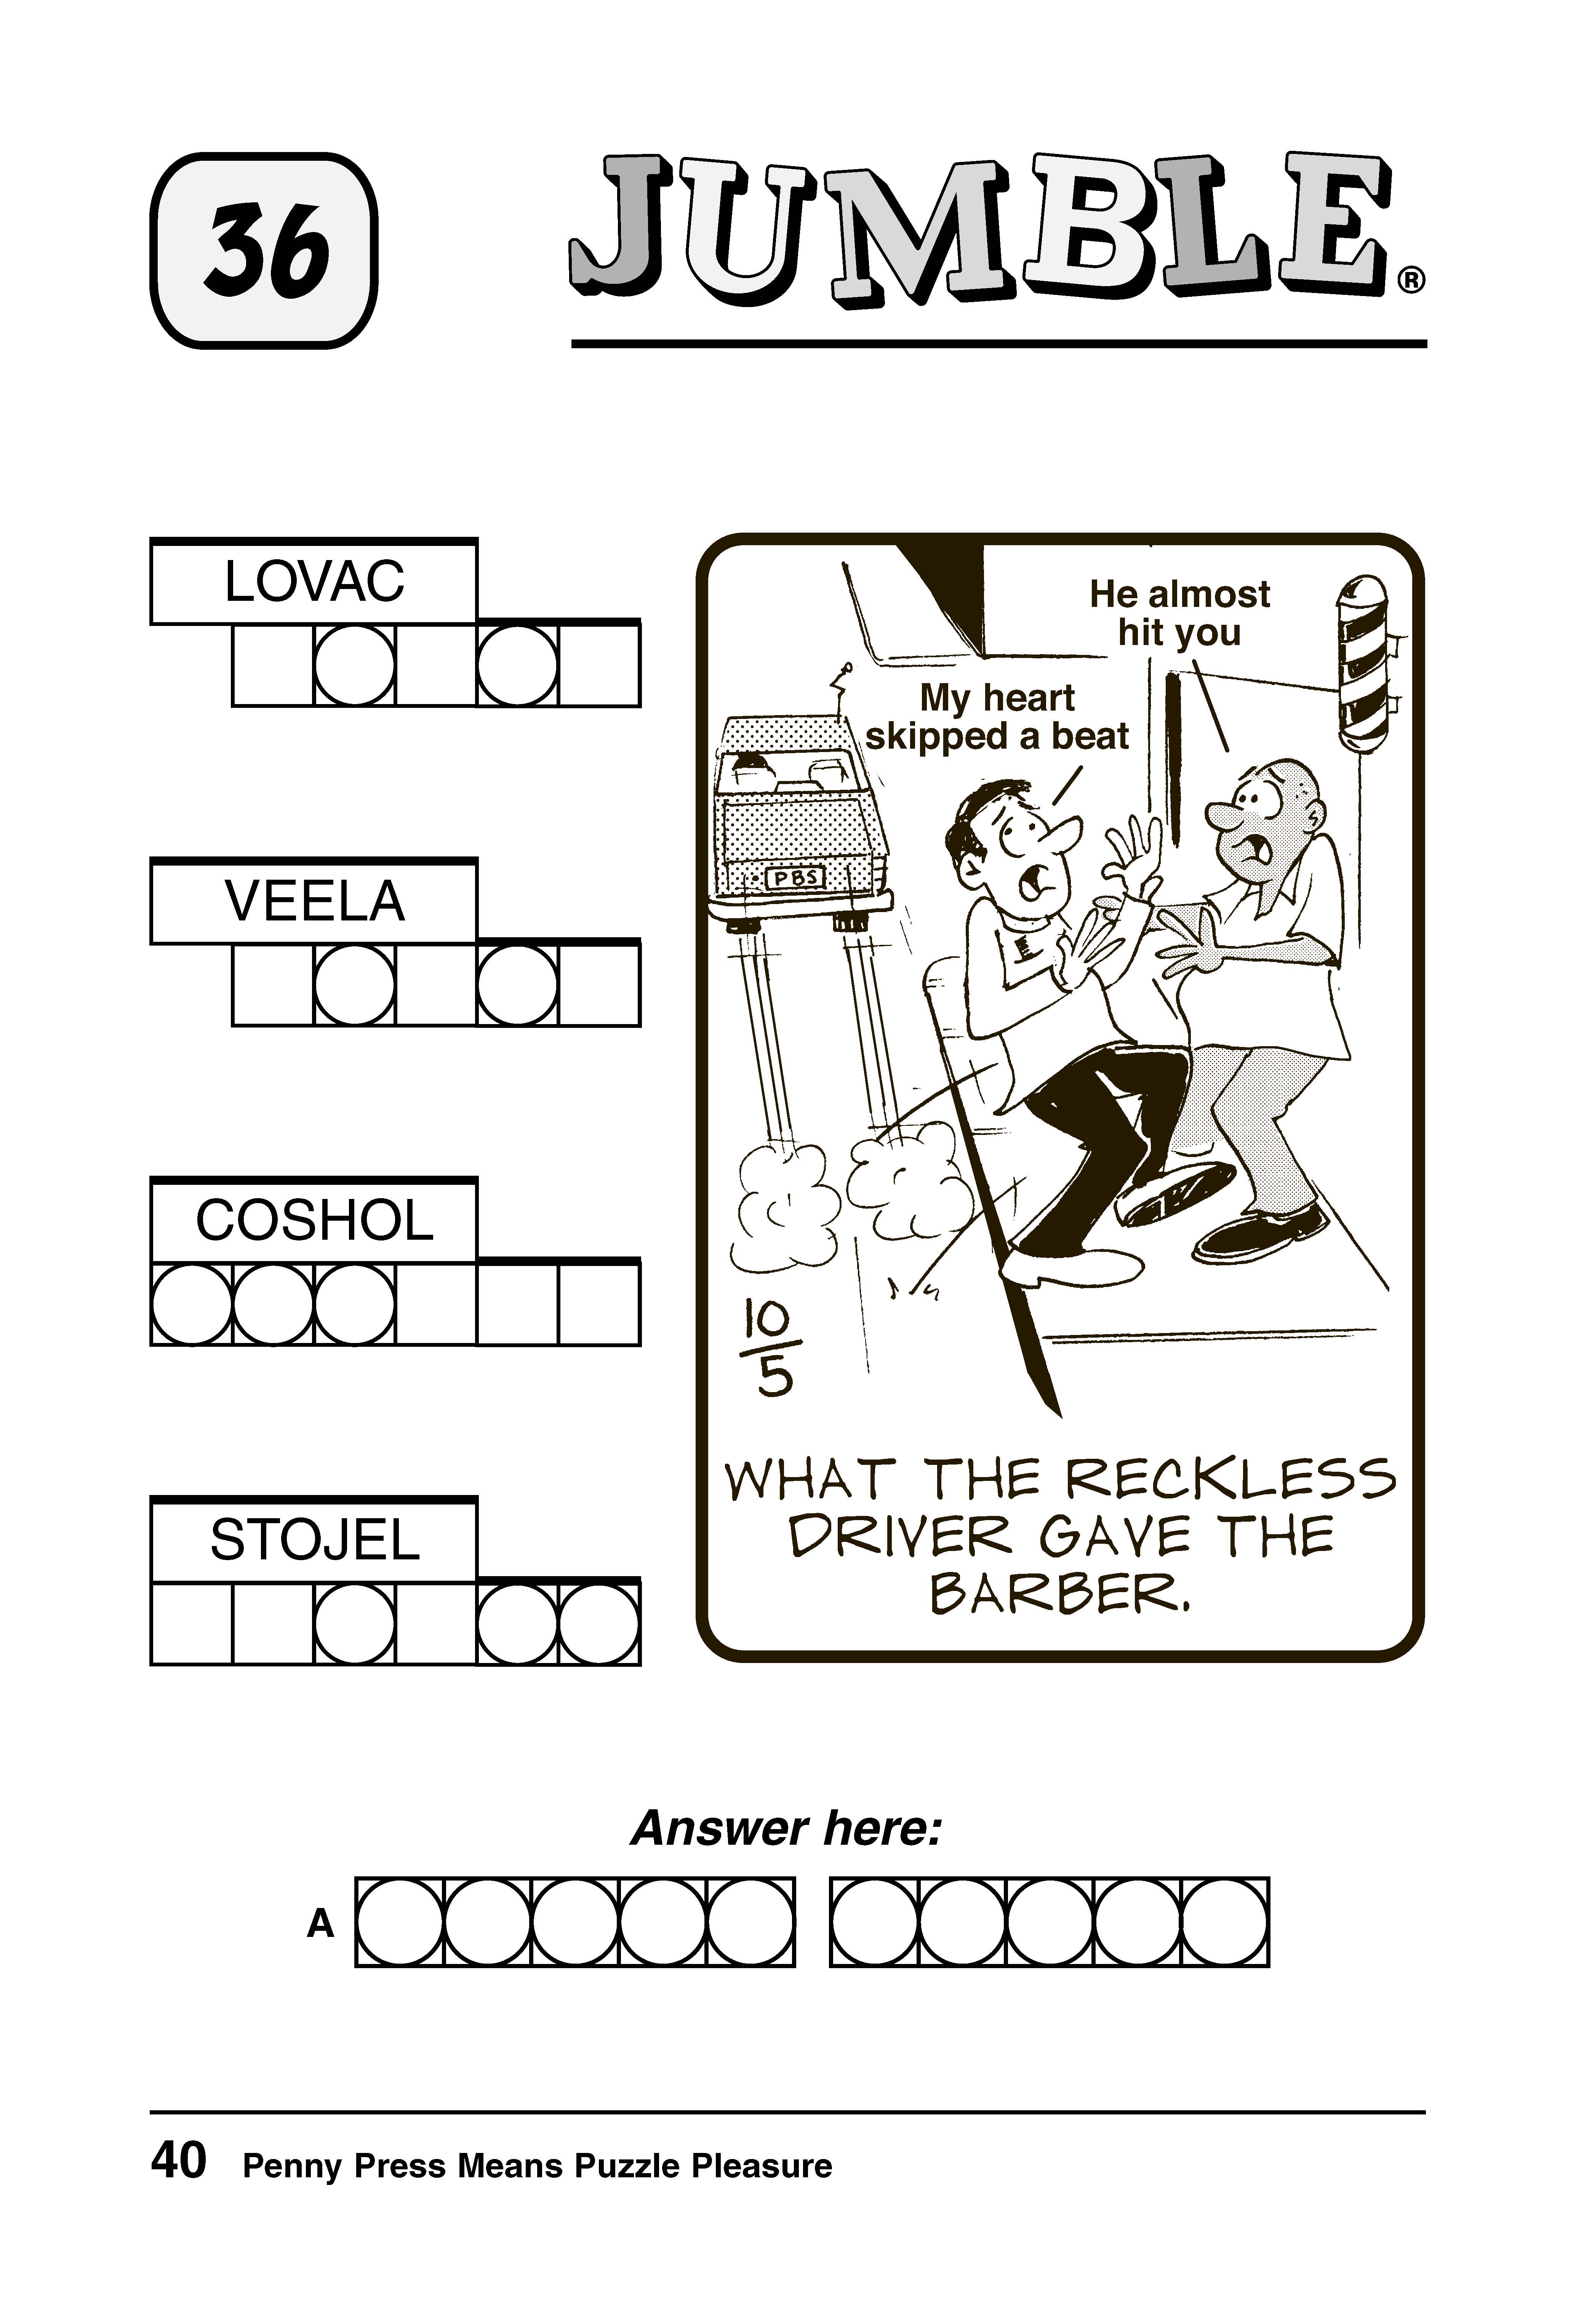 36
JUMBLE®
LOVAC
VEELA
COSHOL
STOJEL
He almost
hit you
My heart
skipped a beat
PBS
10
5
WHAT THE RECKLESS
DRIVER GAVE THE
BARBER.
Answer here:
A
40 Penny Press Means Puzzle Pleasure